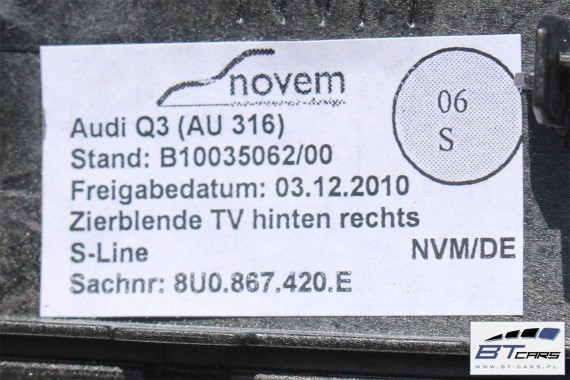 novem
06
S
Audi Q3 (AU 316)
Stand: B10035062/00
Freigabedatum: 03.12.2010
Zierblende TV hinten rechts
S-Line
NVM/DE
Sachnr: 8U0.867.420.E
BTCARS
WWW.BT-CARS.PL